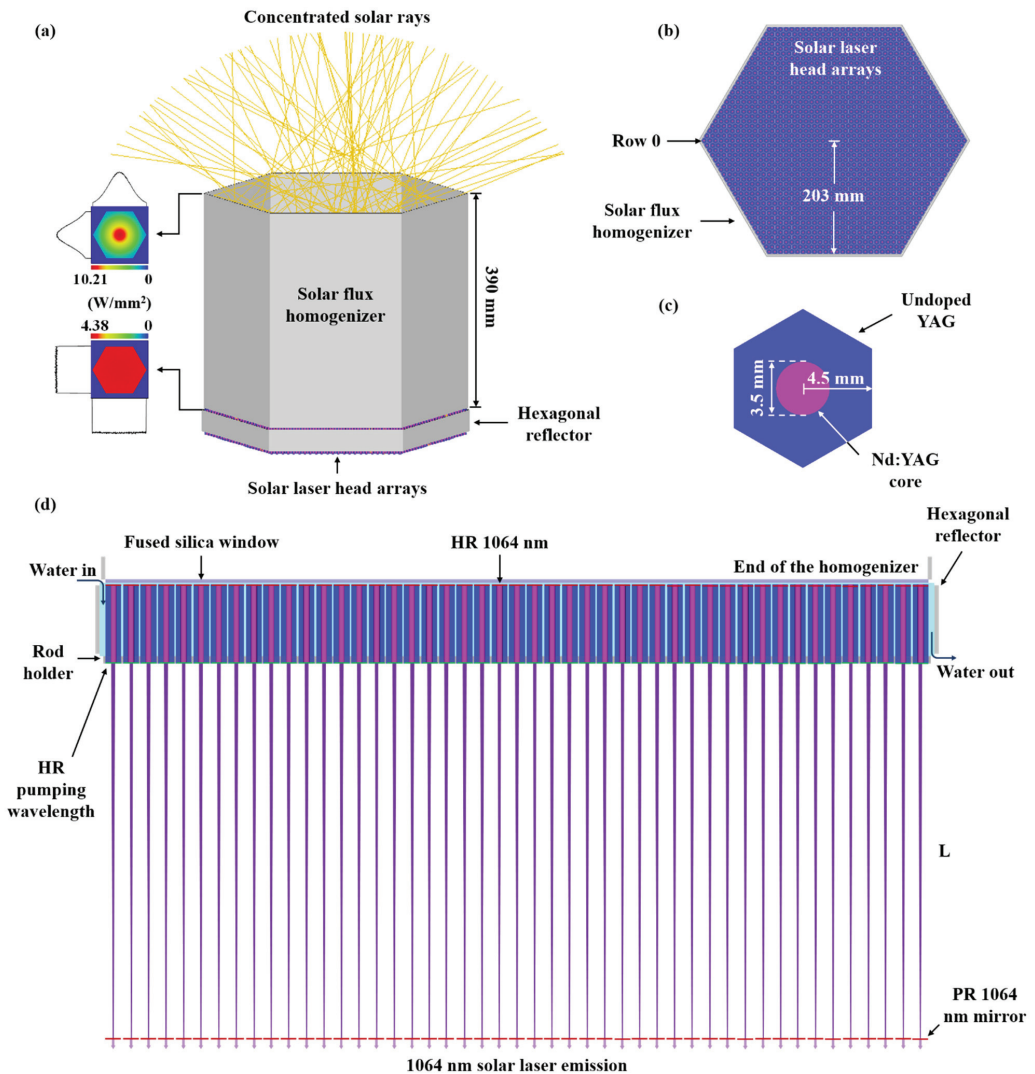 Concentrated solar rays
(a)
10.21 0
(W/mm²)
4.38 0
Solar flux
homogenizer
390 mm
Hexagonal
reflector
Solar laser head arrays
(b)
Solar laser
head arrays
Row 0
203 mm
Solar flux
homogenizer
(c)
Undoped
YAG
3.5 mm
4.5 mm
Nd:YAG
core
(d)
Fused silica window
HR 1064 nm
Hexagonal
reflector
Water in
End of the homogenizer
Rod
holder
Water out
HR
pumping
wavelength
L
PR 1064
nm mirror
1064 nm solar laser emission